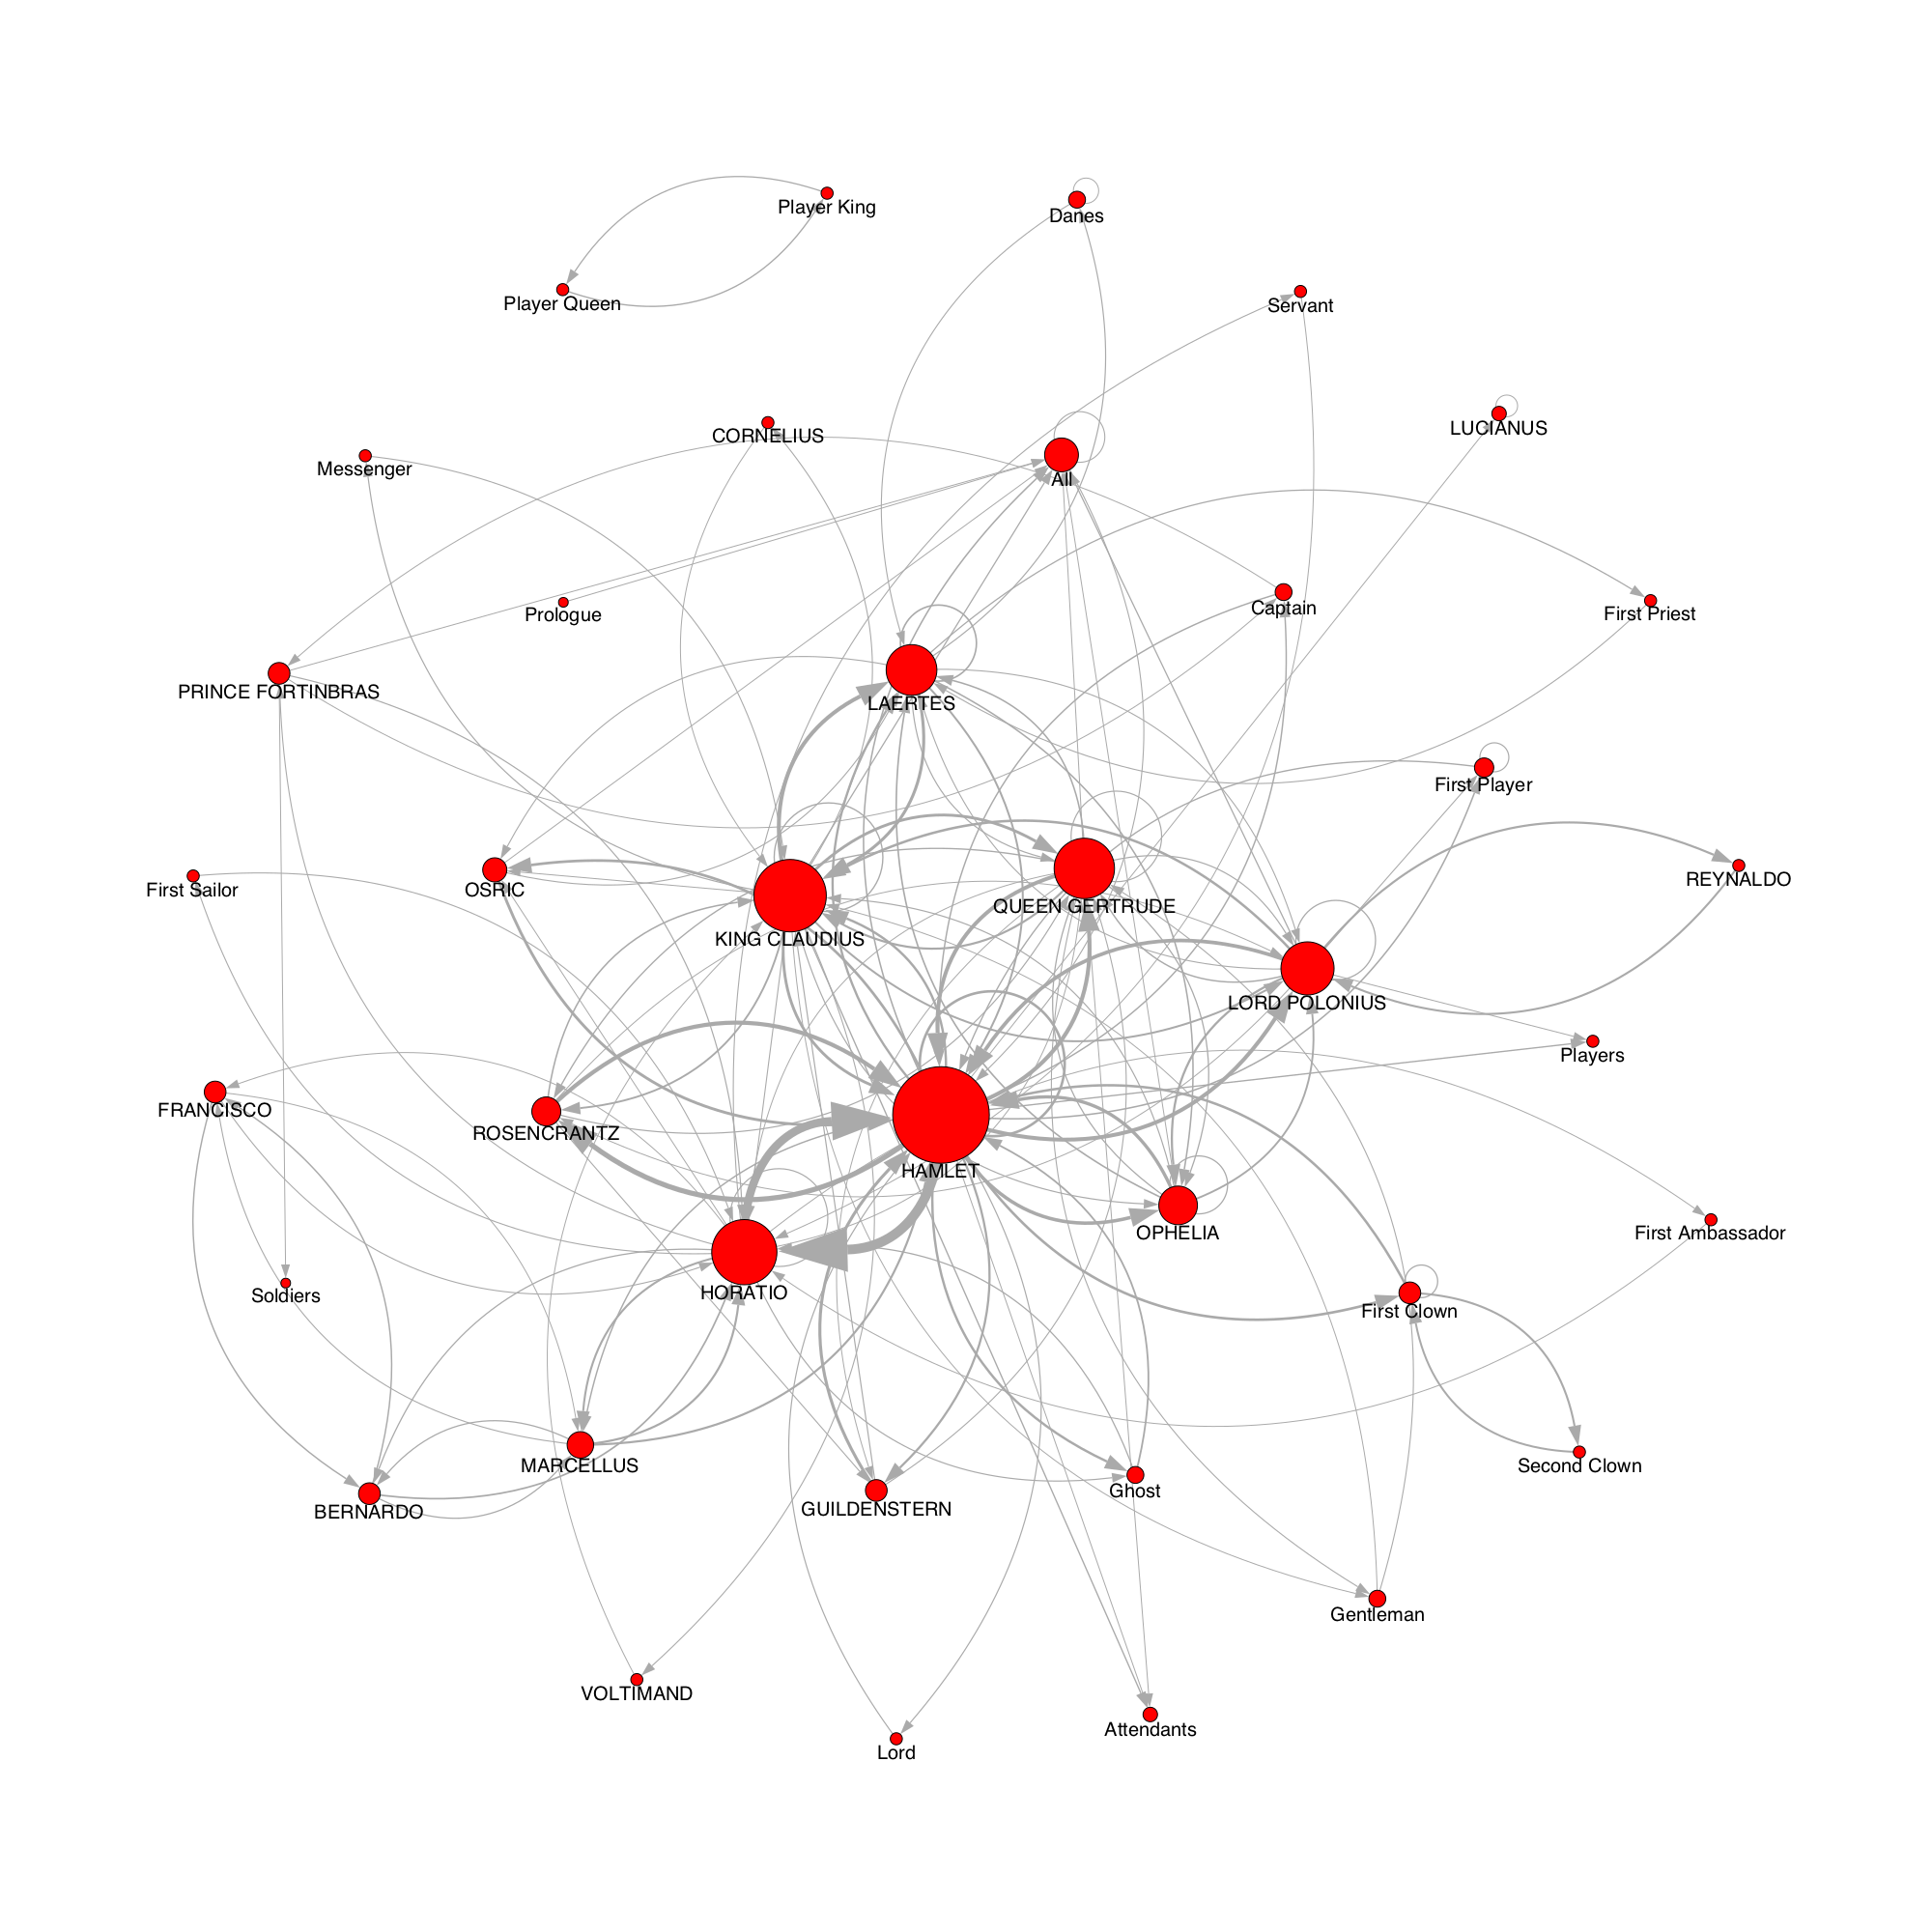 Player King
Danes
Player Queen
Servant
CORNELIUS
LUCIANUS
Messenger
All
Prologue
Captain
First Priest
PRINCE FORTINBRAS
LAERTES
First Player
First Sailor
OSRIC
REYNALDO
QUEEN GERTRUDE
KING CLAUDIUS
LORD POLONIUS
Players
FRANCISCO
ROSENCRANTZ
HAMLET
OPHELIA
First Ambassador
Soldiers
HORATIO
First Clown
MARCELLUS
Second Clown
Ghost
BERNARDO
GUILDENSTERN
Gentleman
VOLTIMAND
Attendants
Lord